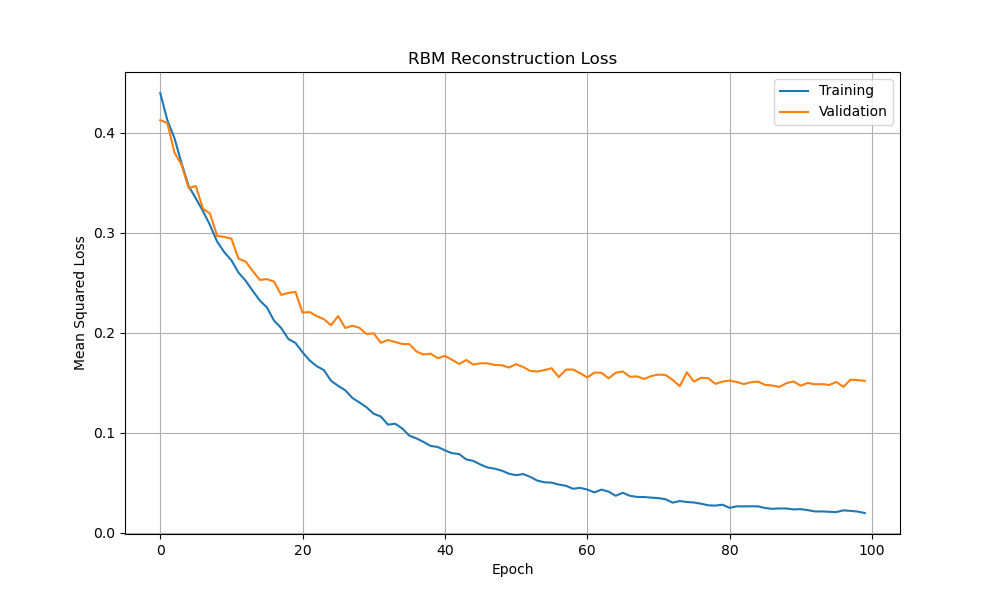 RBM Reconstruction Loss
Training
Validation
Mean Squared Loss
0.4
0.3
0.2
0.1
0.0
0 20 40 60 80 100
Epoch